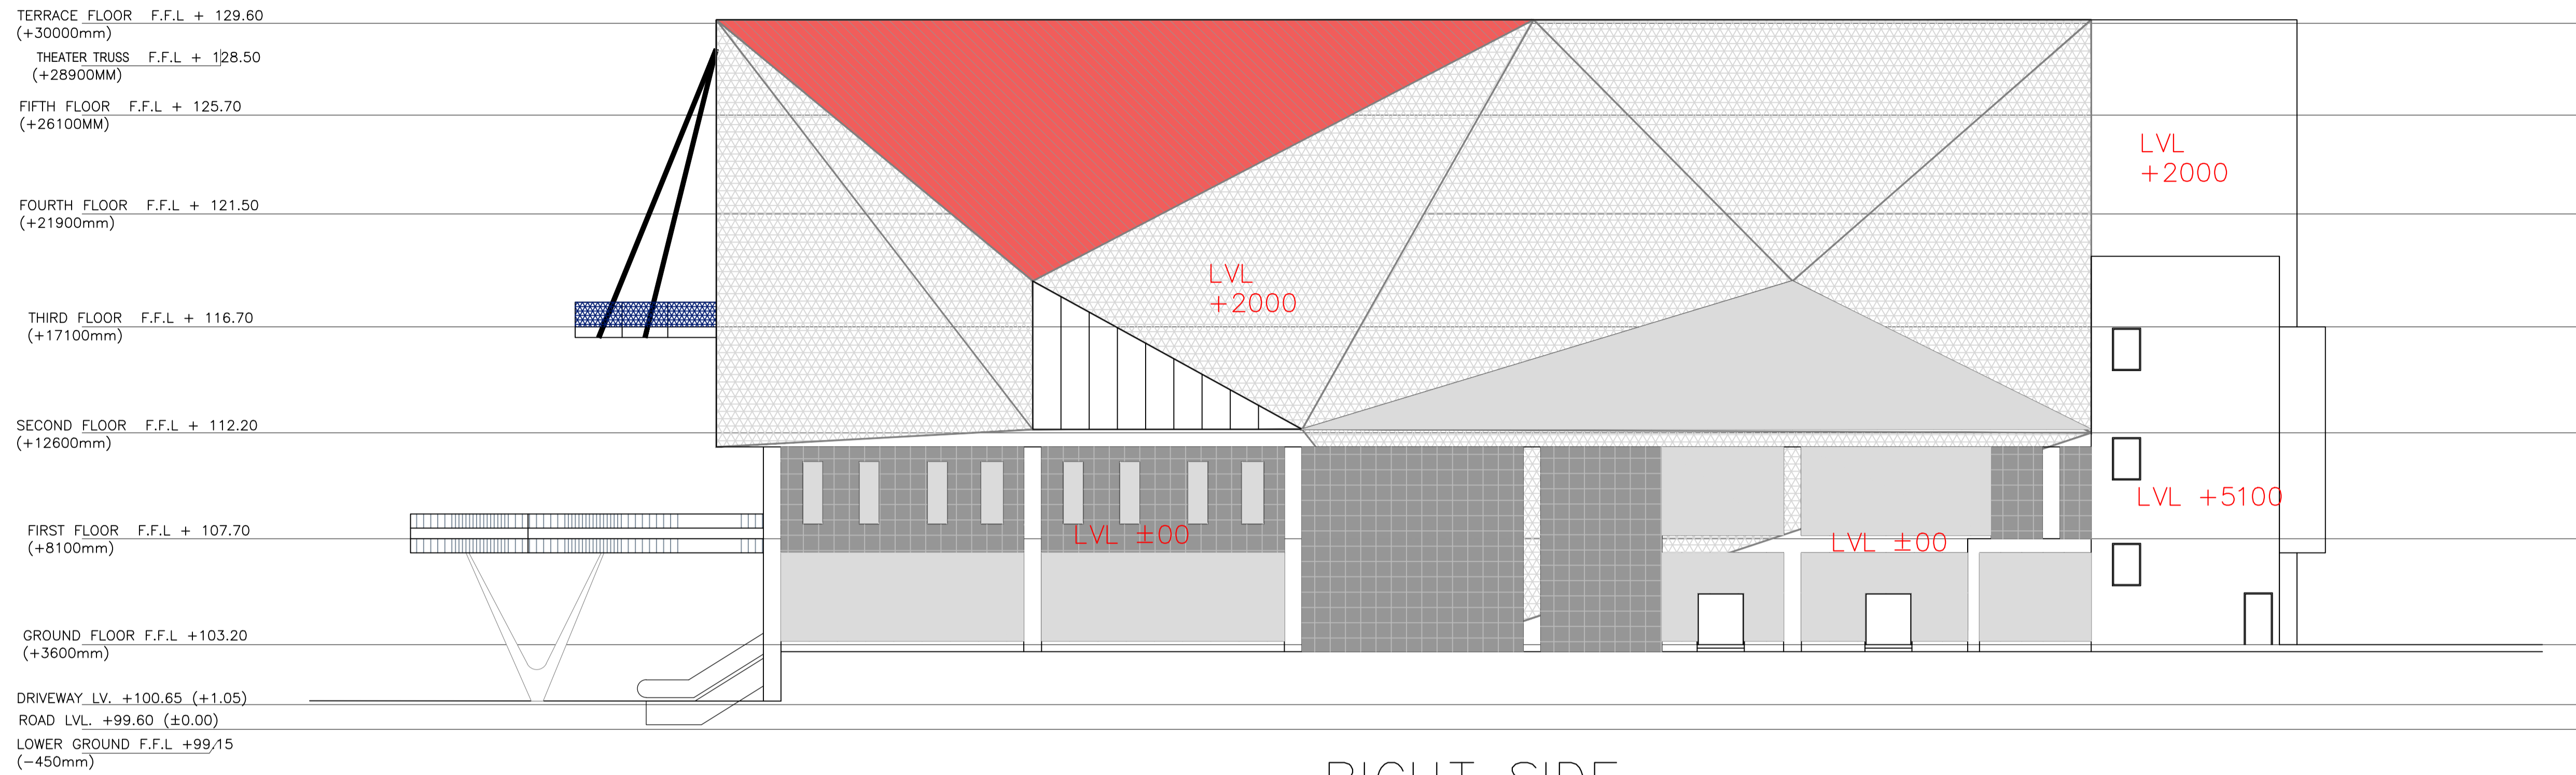 TERRACE FLOOR F.F.L + 129.60
(+30000mm)
THEATER TRUSS F.F.L + 128.50
(+28900MM)
FIFTH FLOOR F.F.L + 125.70
(+26100MM)
LVL
+2000
FOURTH FLOOR F.F.L + 121.50
(+21900mm)
LVL
+2000
THIRD FLOOR F.F.L + 116.70
(+17100mm)
SECOND FLOOR F.F.L + 112.20
(+12600mm)
LVL +5100
FIRST FLOOR F.F.L + 107.70
(+8100mm)
LVL ±00
LVL ±00
GROUND FLOOR F.F.L +103.20
(+3600mm)
DRIVEWAY LV. +100.65 (+1.05)
ROAD LVL. +99.60 (±0.00)
LOWER GROUND F.F.L +99.15
(−450mm)
RIGHT SIDE